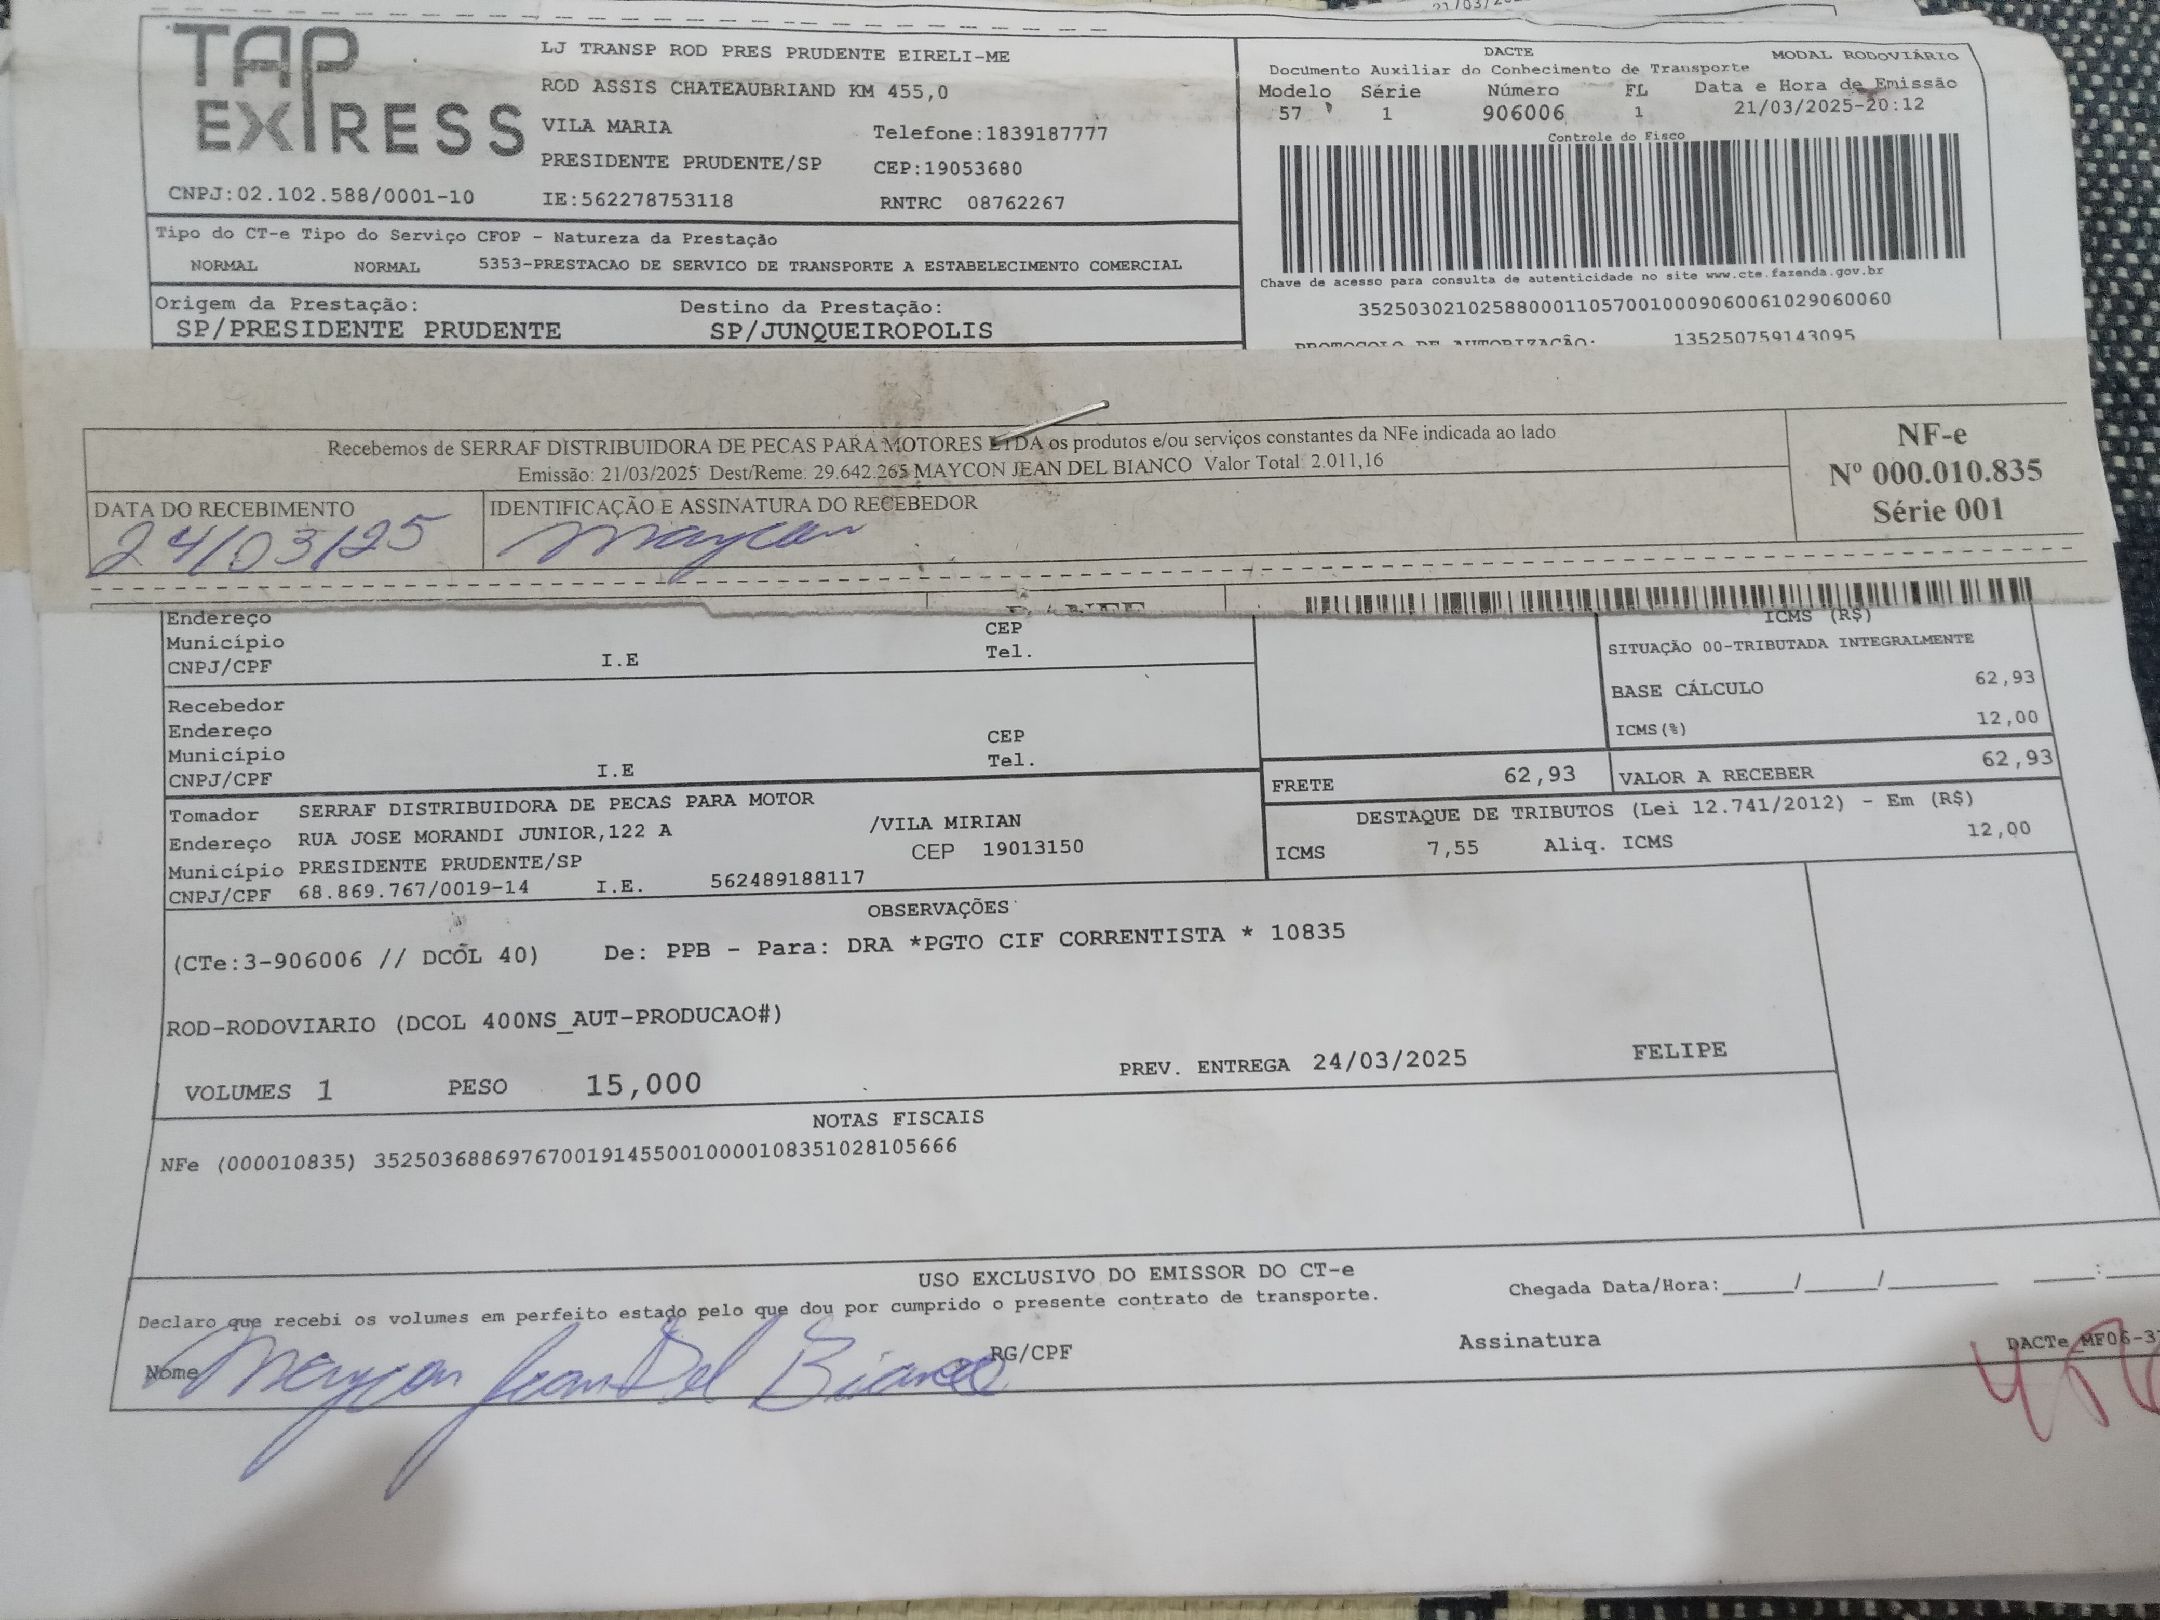 21/03/2025
TAP EXPRESS
LJ TRANSP ROD PRES PRUDENTE EIRELI-ME
ROD ASSIS CHATEAUBRIAND KM 455,0
VILA MARIA Telefone:1839187777
PRESIDENTE PRUDENTE/SP CEP:19053680
CNPJ:02.102.588/0001-10 IE:562278753118 RNTRC 08762267
DACTE MODAL RODOVIÁRIO
Documento Auxiliar do Conhecimento de Transporte
Modelo Série Número FL Data e Hora de Emissão
57 1 906006 1 21/03/2025-20:12
Controle do Fisco
Chave de acesso para consulta de autenticidade no site www.cte.fazenda.gov.br
35250302102588000110570010009060061029060060
PROTOCOLO DE AUTORIZAÇÃO: 135250759143095
Tipo do CT-e Tipo do Serviço CFOP - Natureza da Prestação
NORMAL NORMAL 5353-PRESTACAO DE SERVICO DE TRANSPORTE A ESTABELECIMENTO COMERCIAL
Origem da Prestação: Destino da Prestação:
SP/PRESIDENTE PRUDENTE SP/JUNQUEIROPOLIS
Recebemos de SERRAF DISTRIBUIDORA DE PECAS PARA MOTORES LTDA os produtos e/ou serviços constantes da NFe indicada ao lado
Emissão: 21/03/2025 Dest/Reme: 29.642.265 MAYCON JEAN DEL BIANCO Valor Total: 2.011,16
NF-e
Nº 000.010.835
Série 001
DATA DO RECEBIMENTO IDENTIFICAÇÃO E ASSINATURA DO RECEBEDOR
24/03/25 Maycon
Endereço
Município CEP
CNPJ/CPF I.E Tel.
Recebedor
Endereço
Município CEP
CNPJ/CPF I.E Tel.
ICMS (R$)
SITUAÇÃO 00-TRIBUTADA INTEGRALMENTE
BASE CÁLCULO 62,93
ICMS(%) 12,00
FRETE 62,93 VALOR A RECEBER 62,93
DESTAQUE DE TRIBUTOS (Lei 12.741/2012) - Em (R$)
ICMS 7,55 Aliq. ICMS 12,00
Tomador SERRAF DISTRIBUIDORA DE PECAS PARA MOTOR
Endereço RUA JOSE MORANDI JUNIOR,122 A /VILA MIRIAN
Município PRESIDENTE PRUDENTE/SP CEP 19013150
CNPJ/CPF 68.869.767/0019-14 I.E. 562489188117
OBSERVAÇÕES
(CTe:3-906006 // DCOL 40) De: PPB - Para: DRA *PGTO CIF CORRENTISTA * 10835
ROD-RODOVIARIO (DCOL 400NS_AUT-PRODUCAO#)
VOLUMES 1 PESO 15,000 PREV. ENTREGA 24/03/2025 FELIPE
NOTAS FISCAIS
NFe (000010835) 35250368869767001914550010000108351028105666
USO EXCLUSIVO DO EMISSOR DO CT-e
Declaro que recebi os volumes em perfeito estado pelo que dou por cumprido o presente contrato de transporte.
Chegada Data/Hora:_____/_____/________ ____:____
Nome Maycon Jean Del Bianco RG/CPF Assinatura DACTe_MF06-37